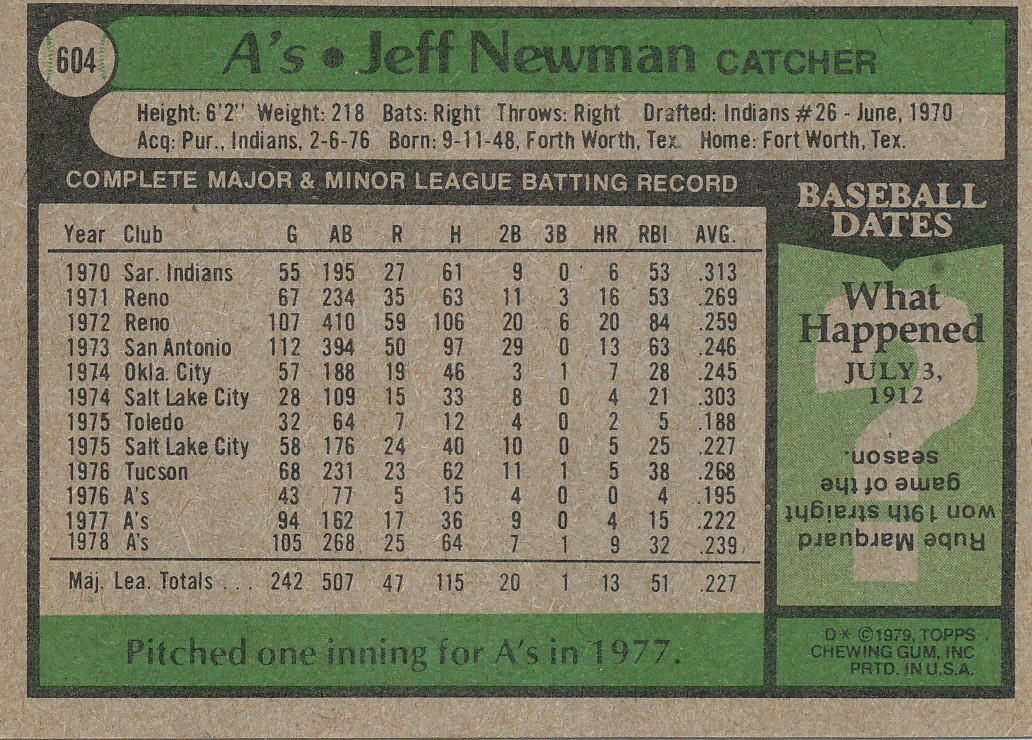 604
A's • Jeff Newman CATCHER
Height: 6'2" Weight: 218 Bats: Right Throws: Right Drafted: Indians #26 - June, 1970
Acq: Pur., Indians, 2-6-76 Born: 9-11-48, Forth Worth, Tex. Home: Fort Worth, Tex.
COMPLETE MAJOR & MINOR LEAGUE BATTING RECORD
Year Club G AB R H 2B 3B HR RBI AVG.
1970 Sar. Indians 55 195 27 61 9 0 6 53 .313
1971 Reno 67 234 35 63 11 3 16 53 .269
1972 Reno 107 410 59 106 20 6 20 84 .259
1973 San Antonio 112 394 50 97 29 0 13 63 .246
1974 Okla. City 57 188 19 46 3 1 7 28 .245
1974 Salt Lake City 28 109 15 33 8 0 4 21 .303
1975 Toledo 32 64 7 12 4 0 2 5 .188
1975 Salt Lake City 58 176 24 40 10 0 5 25 .227
1976 Tucson 68 231 23 62 11 1 5 38 .268
1976 A's 43 77 5 15 4 0 0 4 .195
1977 A's 94 162 17 36 9 0 4 15 .222
1978 A's 105 268 25 64 7 1 9 32 .239
Maj. Lea. Totals . . . 242 507 47 115 20 1 13 51 .227
Pitched one inning for A's in 1977.
BASEBALL
DATES
What
Happened
JULY 3,
1912
?
Rube Marquard
won 19th straight
game of the
season.
D* ©1979, TOPPS
CHEWING GUM, INC
PRTD. IN U.S.A.